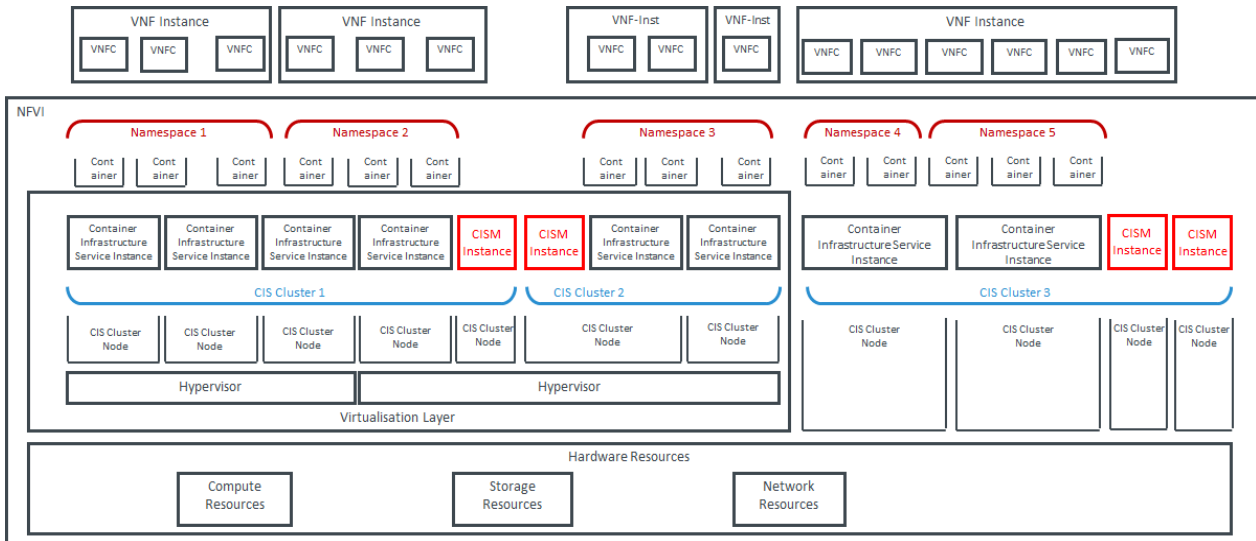 VNF Instance
VNFC
VNFC
VNFC
VNF Instance
VNFC
VNFC
VNFC
VNF-Inst
VNFC
VNFC
VNF-Inst
VNFC
VNF Instance
VNFC
VNFC
VNFC
VNFC
VNFC
VNFC
NFVI
Namespace 1
Namespace 2
Namespace 3
Namespace 4
Namespace 5
Cont
ainer
Cont
ainer
Cont
ainer
Cont
ainer
Cont
ainer
Cont
ainer
Cont
ainer
Cont
ainer
Cont
ainer
Cont
ainer
Cont
ainer
Cont
ainer
Cont
ainer
Cont
ainer
Container
Infrastructure
Service Instance
Container
Infrastructure
Service Instance
Container
Infrastructure
Service Instance
Container
Infrastructure
Service Instance
CISM
Instance
CISM
Instance
Container
Infrastructure
Service Instance
Container
Infrastructure
Service Instance
Container
Infrastructure Service
Instance
Container
Infrastructure Service
Instance
CISM
Instance
CISM
Instance
CIS Cluster 1
CIS Cluster 2
CIS Cluster 3
CIS Cluster
Node
CIS Cluster
Node
CIS Cluster
Node
CIS Cluster
Node
CIS Cluster
Node
CIS Cluster
Node
CIS Cluster
Node
CIS Cluster
Node
CIS Cluster
Node
CIS Cluster
Node
CIS Cluster
Node
Hypervisor
Hypervisor
Virtualisation Layer
Hardware Resources
Compute
Resources
Storage
Resources
Network
Resources